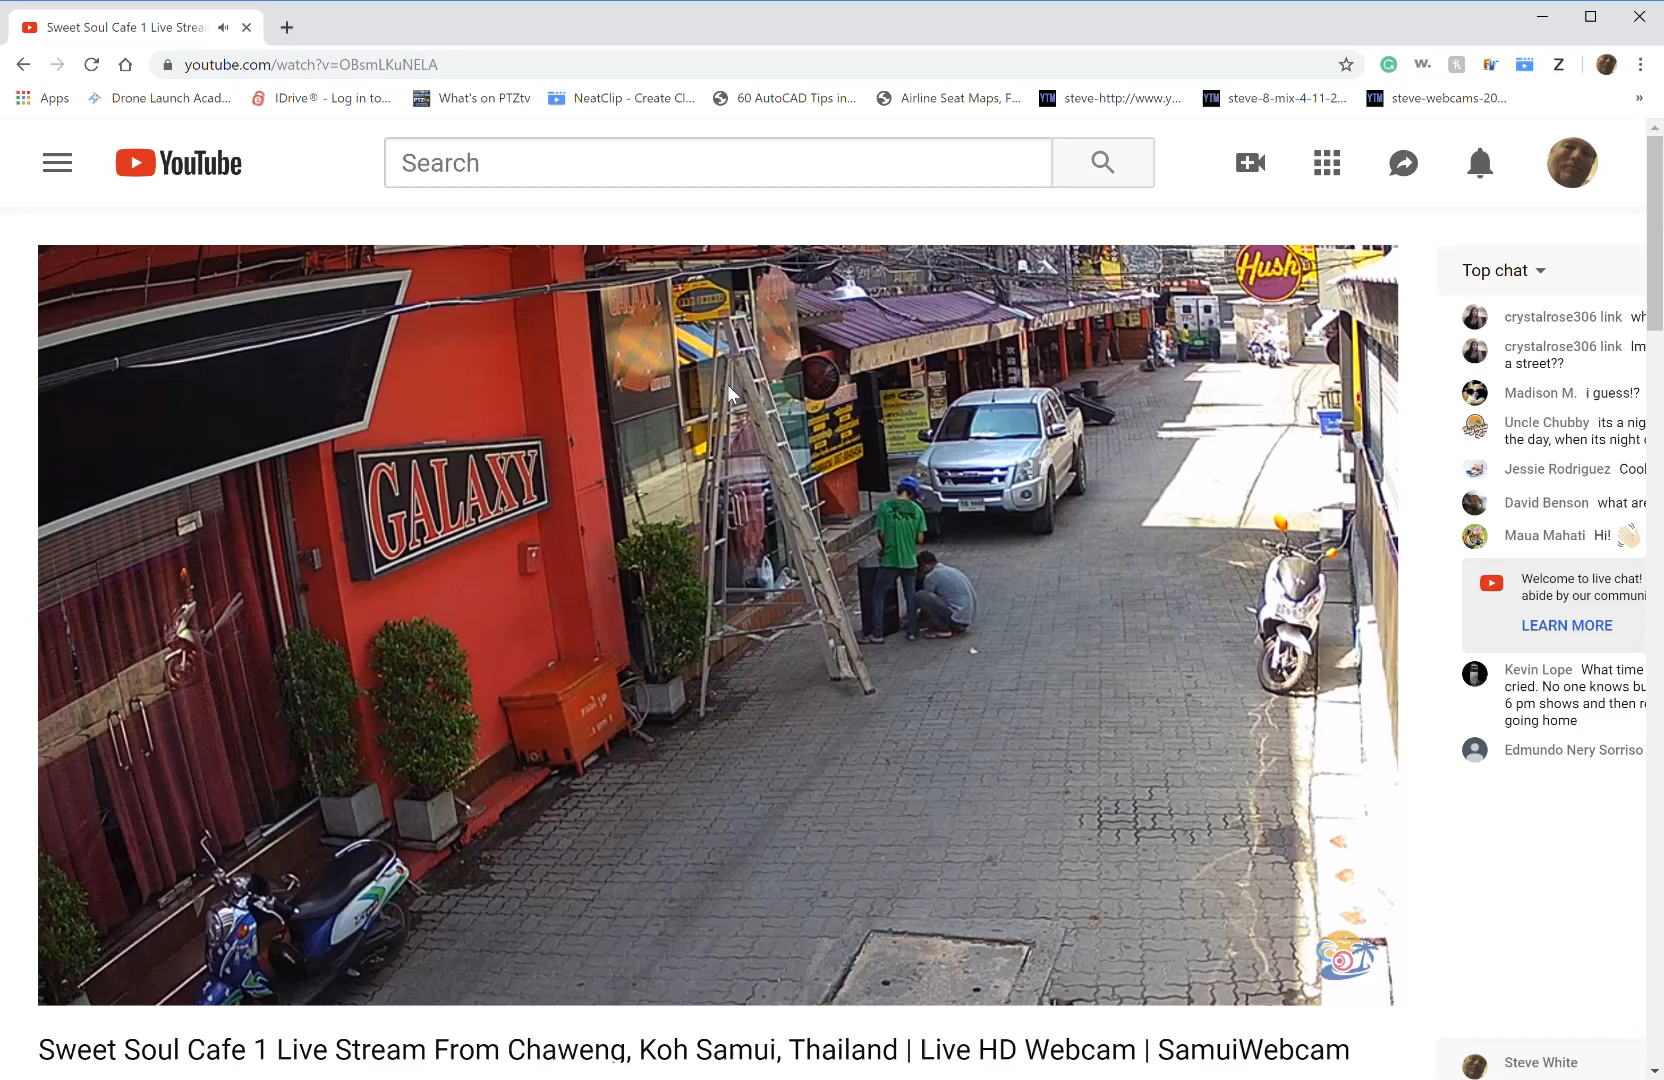 Sweet Soul Cafe 1 Live Strea
youtube.com/watch?v=OBsmLKuNELA
Apps
Drone Launch Acad...
IDrive® - Log in to...
What's on PTZtv
NeatClip - Create Cl...
60 AutoCAD Tips in...
Airline Seat Maps, F...
YTM
steve-http://www.y...
YTM
steve-8-mix-4-11-2...
YTM
steve-webcams-20...
»
YouTube
Search
GALAXY
Hush
GALAXY
Top chat
crystalrose306 link wh
crystalrose306 link Im
a street??
Madison M. i guess!?
Uncle Chubby its a nig
the day, when its night
Jessie Rodriguez Cool
David Benson what are
Maua Mahati Hi! 👋🏻
Welcome to live chat!
abide by our communi
LEARN MORE
Kevin Lope What time
cried. No one knows bu
6 pm shows and then re
going home
Edmundo Nery Sorriso
Sweet Soul Cafe 1 Live Stream From Chaweng, Koh Samui, Thailand | Live HD Webcam | SamuiWebcam
Steve White